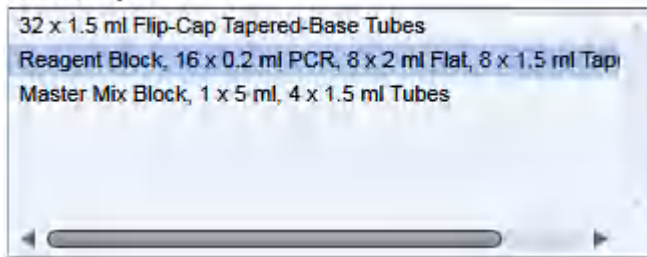 32 x 1.5 ml Flip-Cap Tapered-Base Tubes
Reagent Block, 16 x 0.2 ml PCR, 8 x 2 ml Flat, 8 x 1.5 ml Tap
Master Mix Block, 1 x 5 ml, 4 x 1.5 ml Tubes